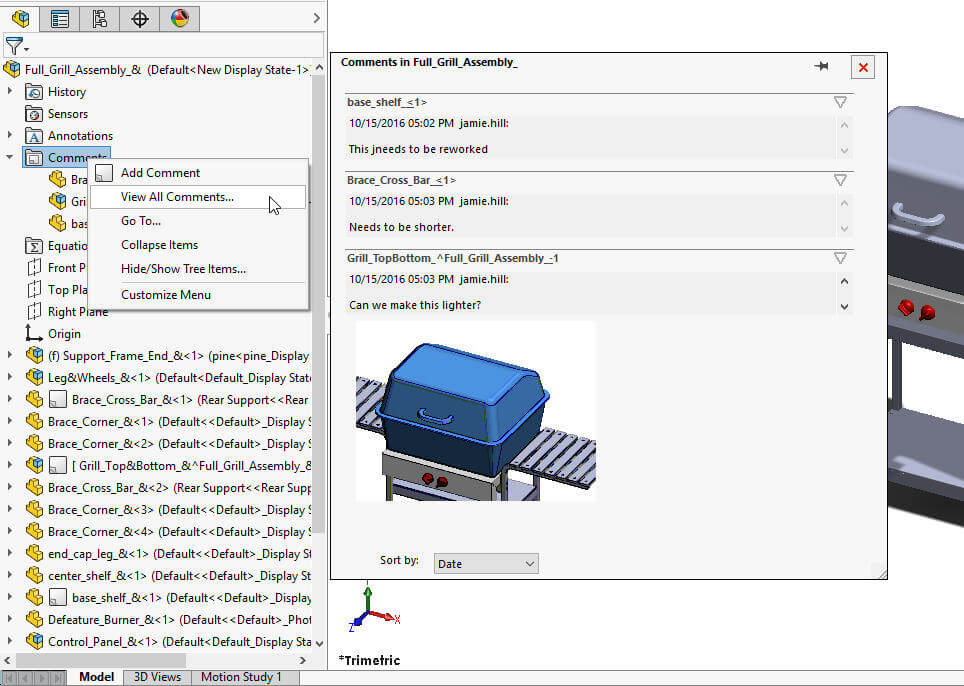 Full_Grill_Assembly_& (Default<New Display State-1>
History
Sensors
Annotations
Comments
Bra
Gri
bas
Equatio
Front P
Top Pla
Right Plane
Origin
(f) Support_Frame_End_&<1> (pine<pine_Display
Leg&Wheels_&<1> (Default<Default_Display State
Brace_Cross_Bar_&<1> (Rear Support<<Rear
Brace_Corner_&<1> (Default<<Default>_Display
Brace_Corner_&<2> (Default<<Default>_Display
[ Grill_Top&Bottom_&^Full_Grill_Assembly_&
Brace_Cross_Bar_&<2> (Rear Support<<Rear Supp
Brace_Corner_&<3> (Default<<Default>_Display
Brace_Corner_&<4> (Default<<Default>_Display
end_cap_leg_&<1> (Default<<Default>_Display St
center_shelf_&<1> (Default<<Default>_Display St
base_shelf_&<1> (Default<<Default>_Display
Defeature_Burner_&<1> (Default<<Default>_Phot
Control_Panel_&<1> (Default<Default_Display Sta
Add Comment
View All Comments...
Go To...
Collapse Items
Hide/Show Tree Items...
Customize Menu
Comments in Full_Grill_Assembly_
base_shelf_<1>
10/15/2016 05:02 PM jamie.hill:
This jneeds to be reworked
Brace_Cross_Bar_<1>
10/15/2016 05:03 PM jamie.hill:
Needs to be shorter.
Grill_TopBottom_^Full_Grill_Assembly_-1
10/15/2016 05:03 PM jamie.hill:
Can we make this lighter?
Sort by: Date
Y
X
Z
*Trimetric
Model 3D Views Motion Study 1